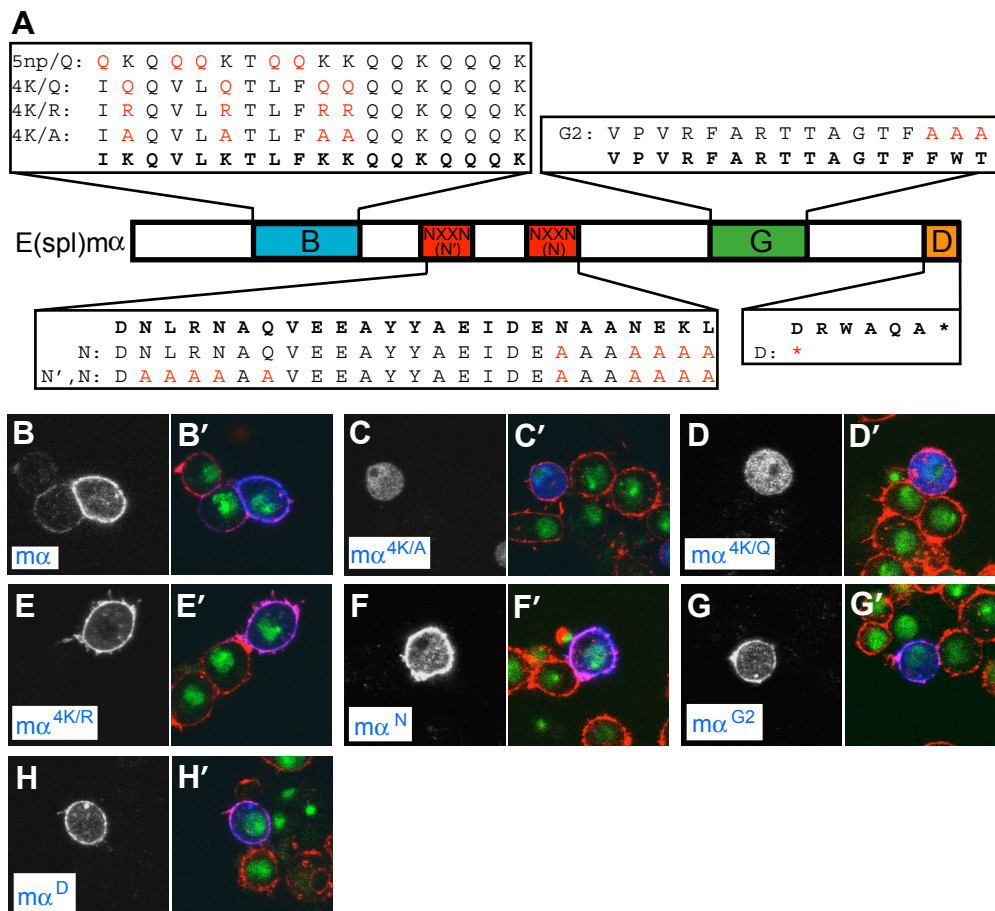 A
5np/Q: Q K Q Q Q K T Q Q K K Q Q K Q Q K
4K/Q: I Q Q V L Q T L F Q Q Q Q K Q Q K
4K/R: I R Q V L R T L F R R Q Q K Q Q K
4K/A: I A Q V L A T L F A A Q Q K Q Q K
I K Q V L K T L F K K Q Q K Q Q K
G2: V P V R F A R T T A G T F A A A
V P V R F A R T T A G T F F W T
E(spl)mα
B
NXXN (N′)
NXXN (N)
G
D
D N L R N A Q V E E A Y Y A E I D E N A A N E K L
N: D N L R N A Q V E E A Y Y A E I D E A A A A A A A
N′,N: D A A A A A A V E E A Y Y A E I D E A A A A A A A
D R W A Q A *
D: *
B
mα
B′
C
mα4K/A
C′
D
mα4K/Q
D′
E
mα4K/R
E′
F
mαN
F′
G
mαG2
G′
H
mαD
H′